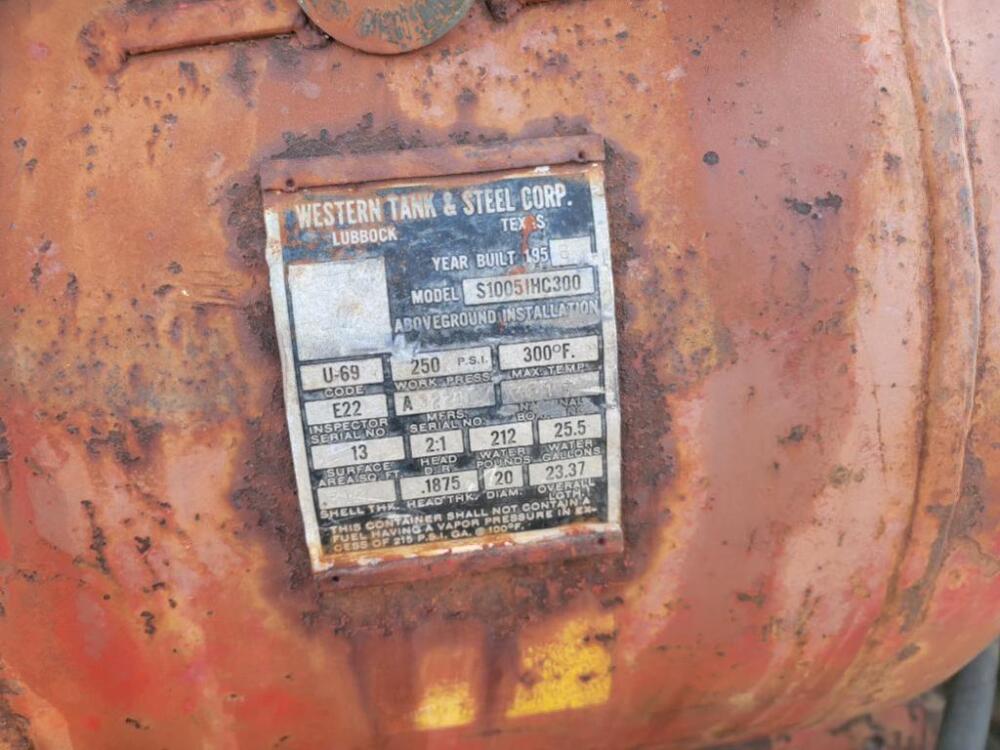 WESTERN TANK & STEEL CORP.
LUBBOCK TEXAS
YEAR BUILT 195
MODEL S10051HC300
ABOVEGROUND INSTALLATION
U-69 250 P.S.I. 300°F.
CODE WORK. PRESS. MAX. TEMP.
E22 A
INSPECTOR SERIAL NO. MFRS. SERIAL NO.
13 2:1 212 25.5
SURFACE AREA SQ. FT. HEAD D.R. WATER POUNDS WATER GALLONS
.1875 20 23.37
SHELL THK. HEAD THK. DIAM. OVERALL LGTH.
THIS CONTAINER SHALL NOT CONTAIN A
FUEL HAVING A VAPOR PRESSURE IN EX-
CESS OF 215 P.S.I. GA. @ 100°F.